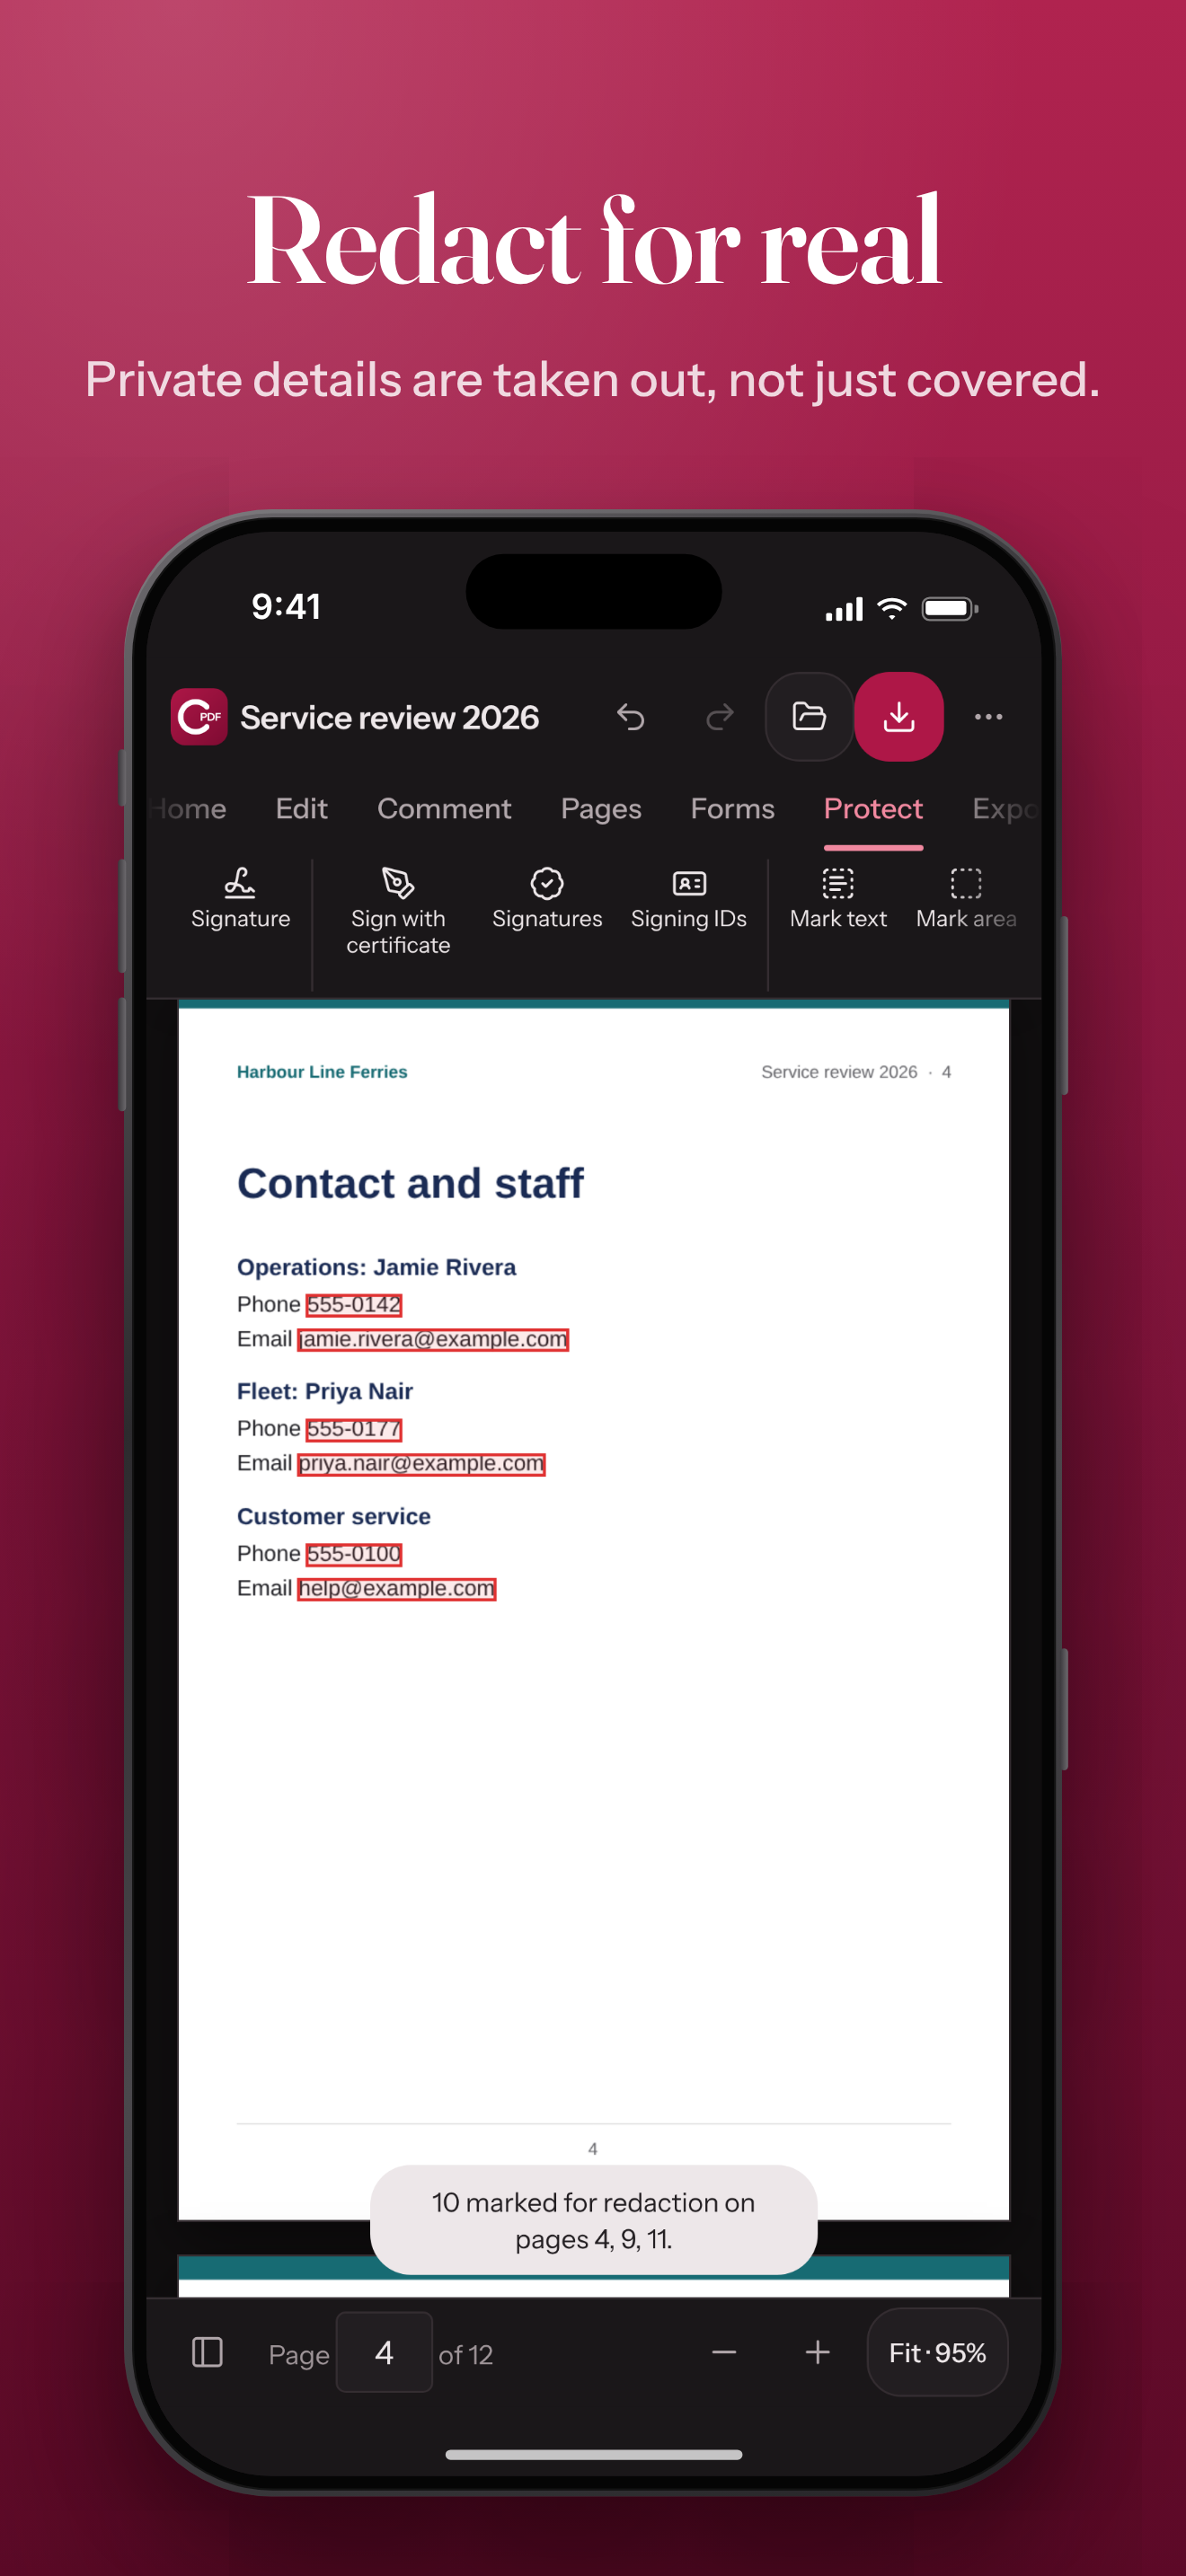 Redact for real
Private details are taken out, not just covered.
9:41
PDF Service review 2026
Home Edit Comment Pages Forms Protect Expo
Signature Sign with certificate Signatures Signing IDs Mark text Mark area
Harbour Line Ferries Service review 2026 · 4
Contact and staff
Operations: Jamie Rivera
Phone 555-0142
Email jamie.rivera@example.com
Fleet: Priya Nair
Phone 555-0177
Email priya.nair@example.com
Customer service
Phone 555-0100
Email help@example.com
4
10 marked for redaction on
pages 4, 9, 11.
Page 4 of 12 Fit · 95%